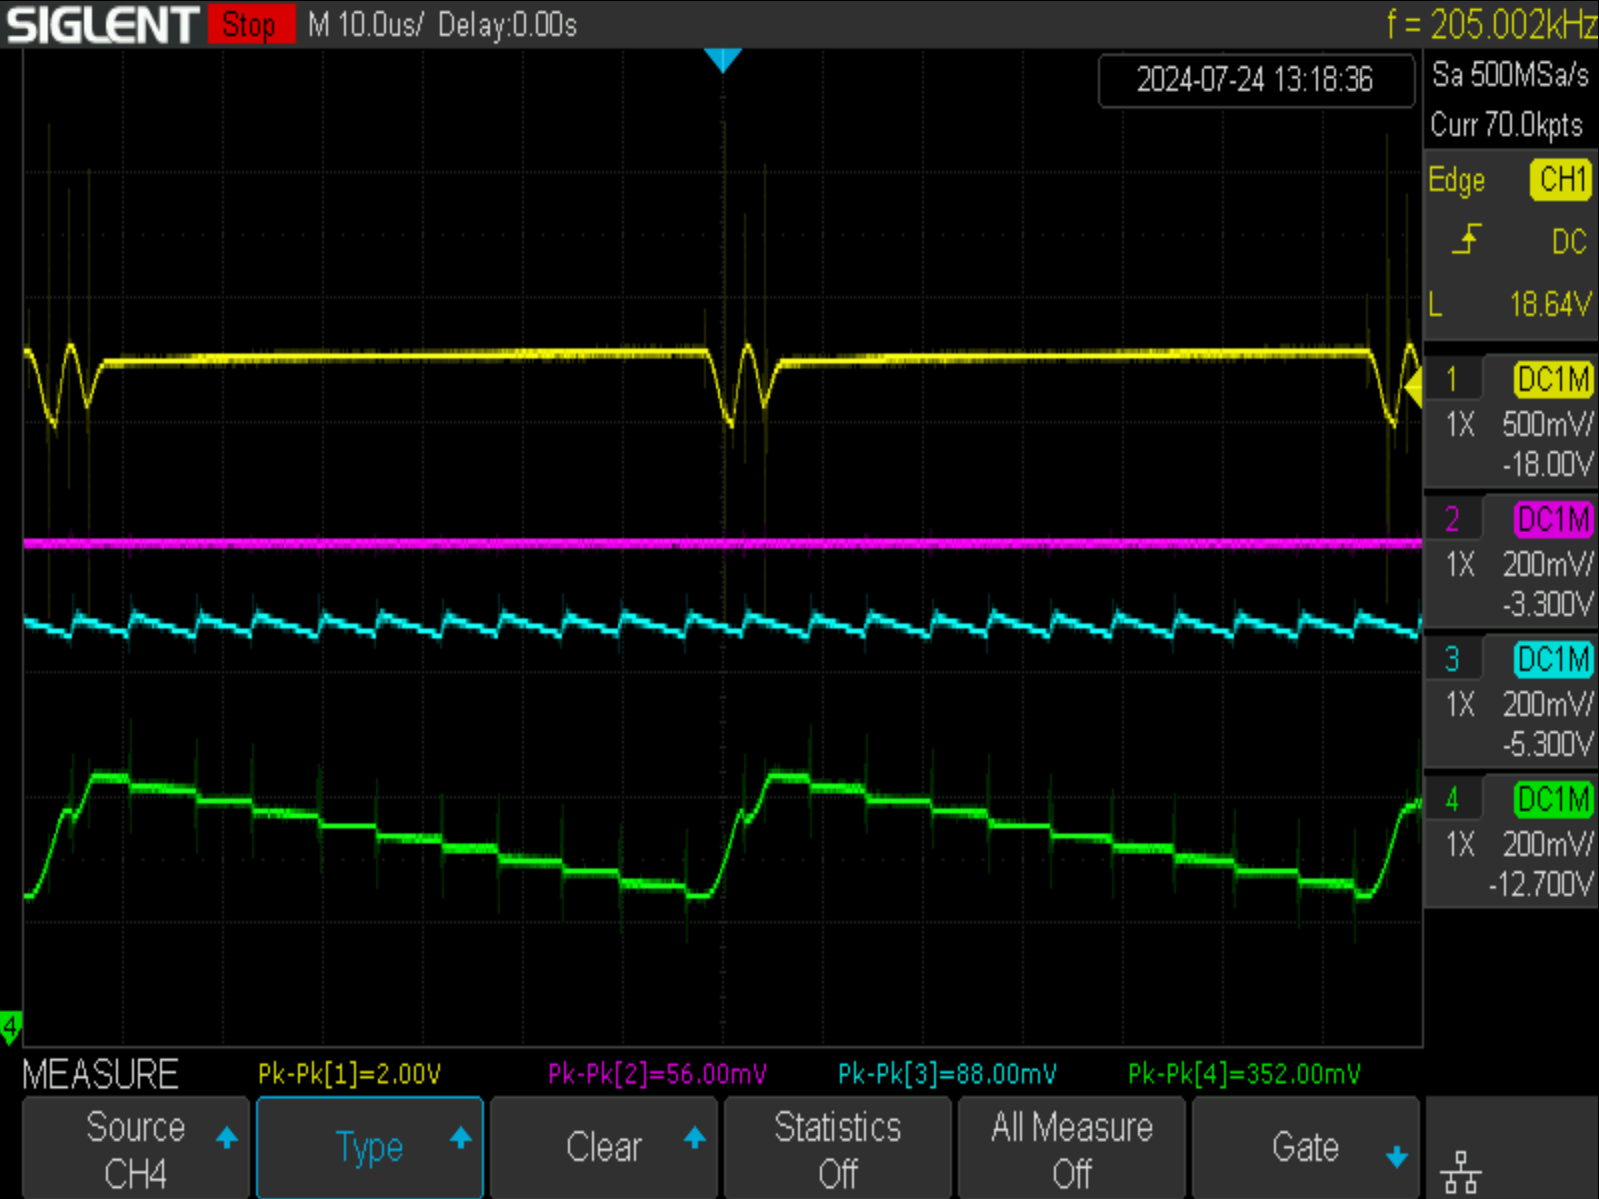 SIGLENT Stop M 10.0us/ Delay:0.00s f = 205.002kHz
2024-07-24 13:18:36
Sa 500MSa/s
Curr 70.0kpts
Edge CH1
DC
L 18.64V
1 DC1M
1X 500mV/
-18.00V
2 DC1M
1X 200mV/
-3.300V
3 DC1M
1X 200mV/
-5.300V
4 DC1M
1X 200mV/
-12.700V
4
MEASURE Pk-Pk[1]=2.00V Pk-Pk[2]=56.00mV Pk-Pk[3]=88.00mV Pk-Pk[4]=352.00mV
Source
CH4
Type
Clear
Statistics
Off
All Measure
Off
Gate